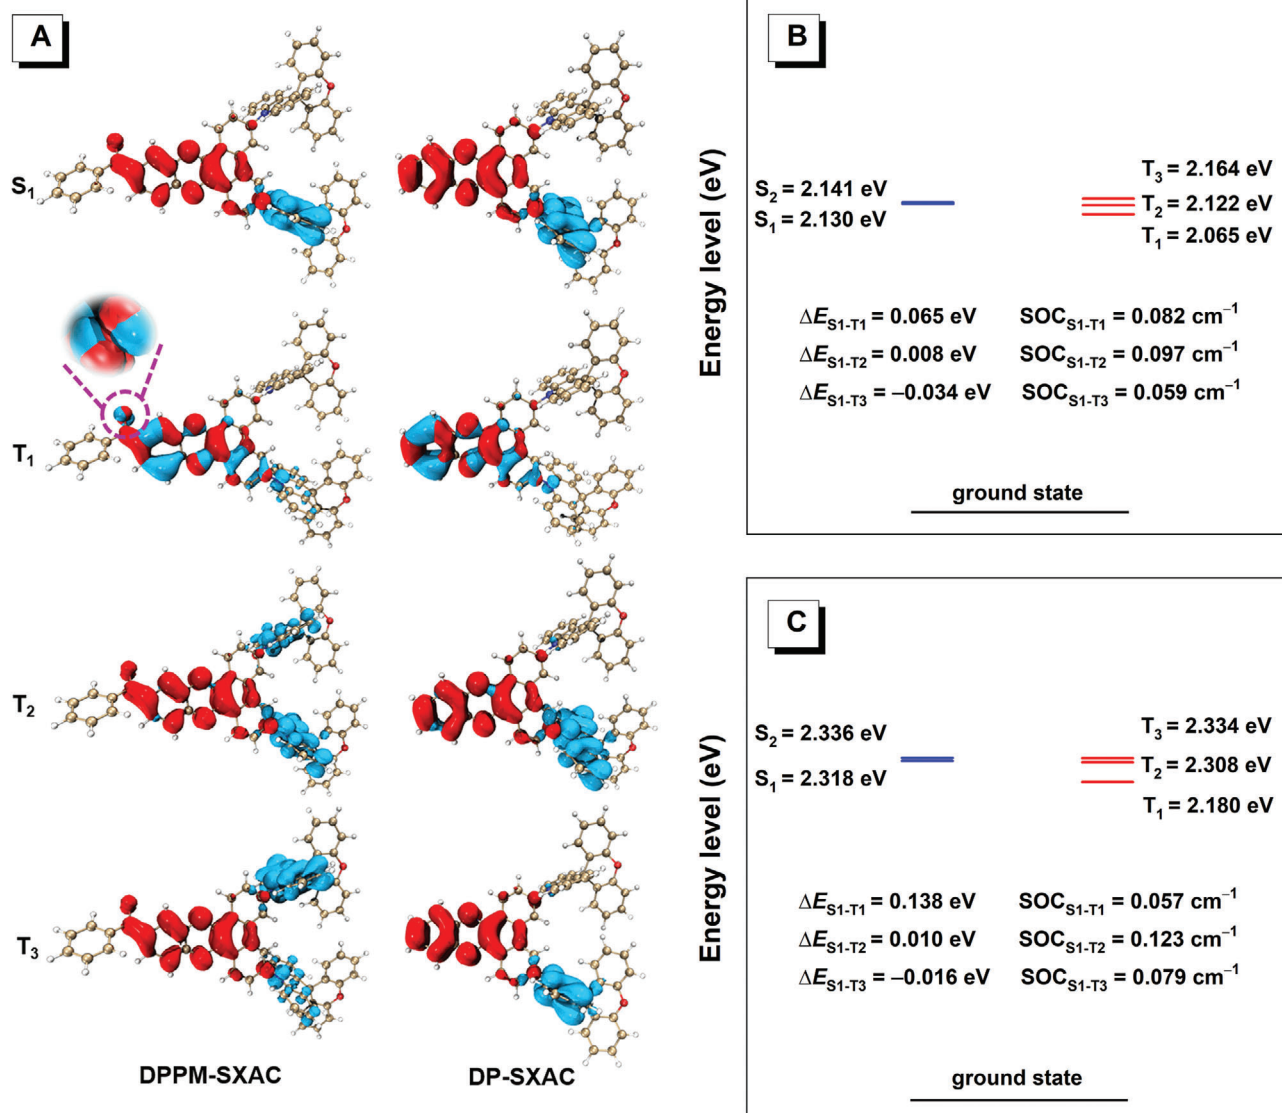 A
S1
T1
T2
T3
DPPM-SXAC
DP-SXAC
B
Energy level (eV)
S2 = 2.141 eV
S1 = 2.130 eV
T3 = 2.164 eV
T2 = 2.122 eV
T1 = 2.065 eV
ΔES1-T1 = 0.065 eV
SOCS1-T1 = 0.082 cm−1
ΔES1-T2 = 0.008 eV
SOCS1-T2 = 0.097 cm−1
ΔES1-T3 = −0.034 eV
SOCS1-T3 = 0.059 cm−1
ground state
C
Energy level (eV)
S2 = 2.336 eV
S1 = 2.318 eV
T3 = 2.334 eV
T2 = 2.308 eV
T1 = 2.180 eV
ΔES1-T1 = 0.138 eV
SOCS1-T1 = 0.057 cm−1
ΔES1-T2 = 0.010 eV
SOCS1-T2 = 0.123 cm−1
ΔES1-T3 = −0.016 eV
SOCS1-T3 = 0.079 cm−1
ground state